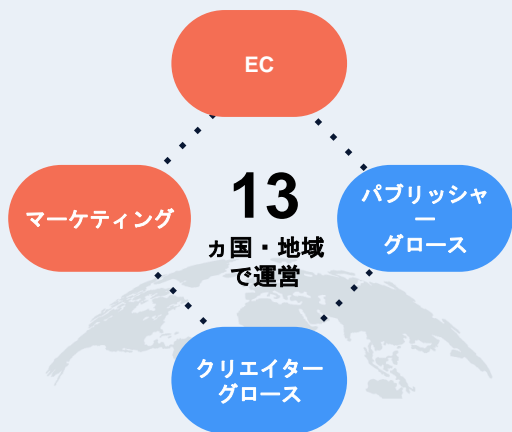 EC
マーケティング
13
ヵ国・地域
で運営
パブリッシャ
ー
グロース
クリエイター
グロース